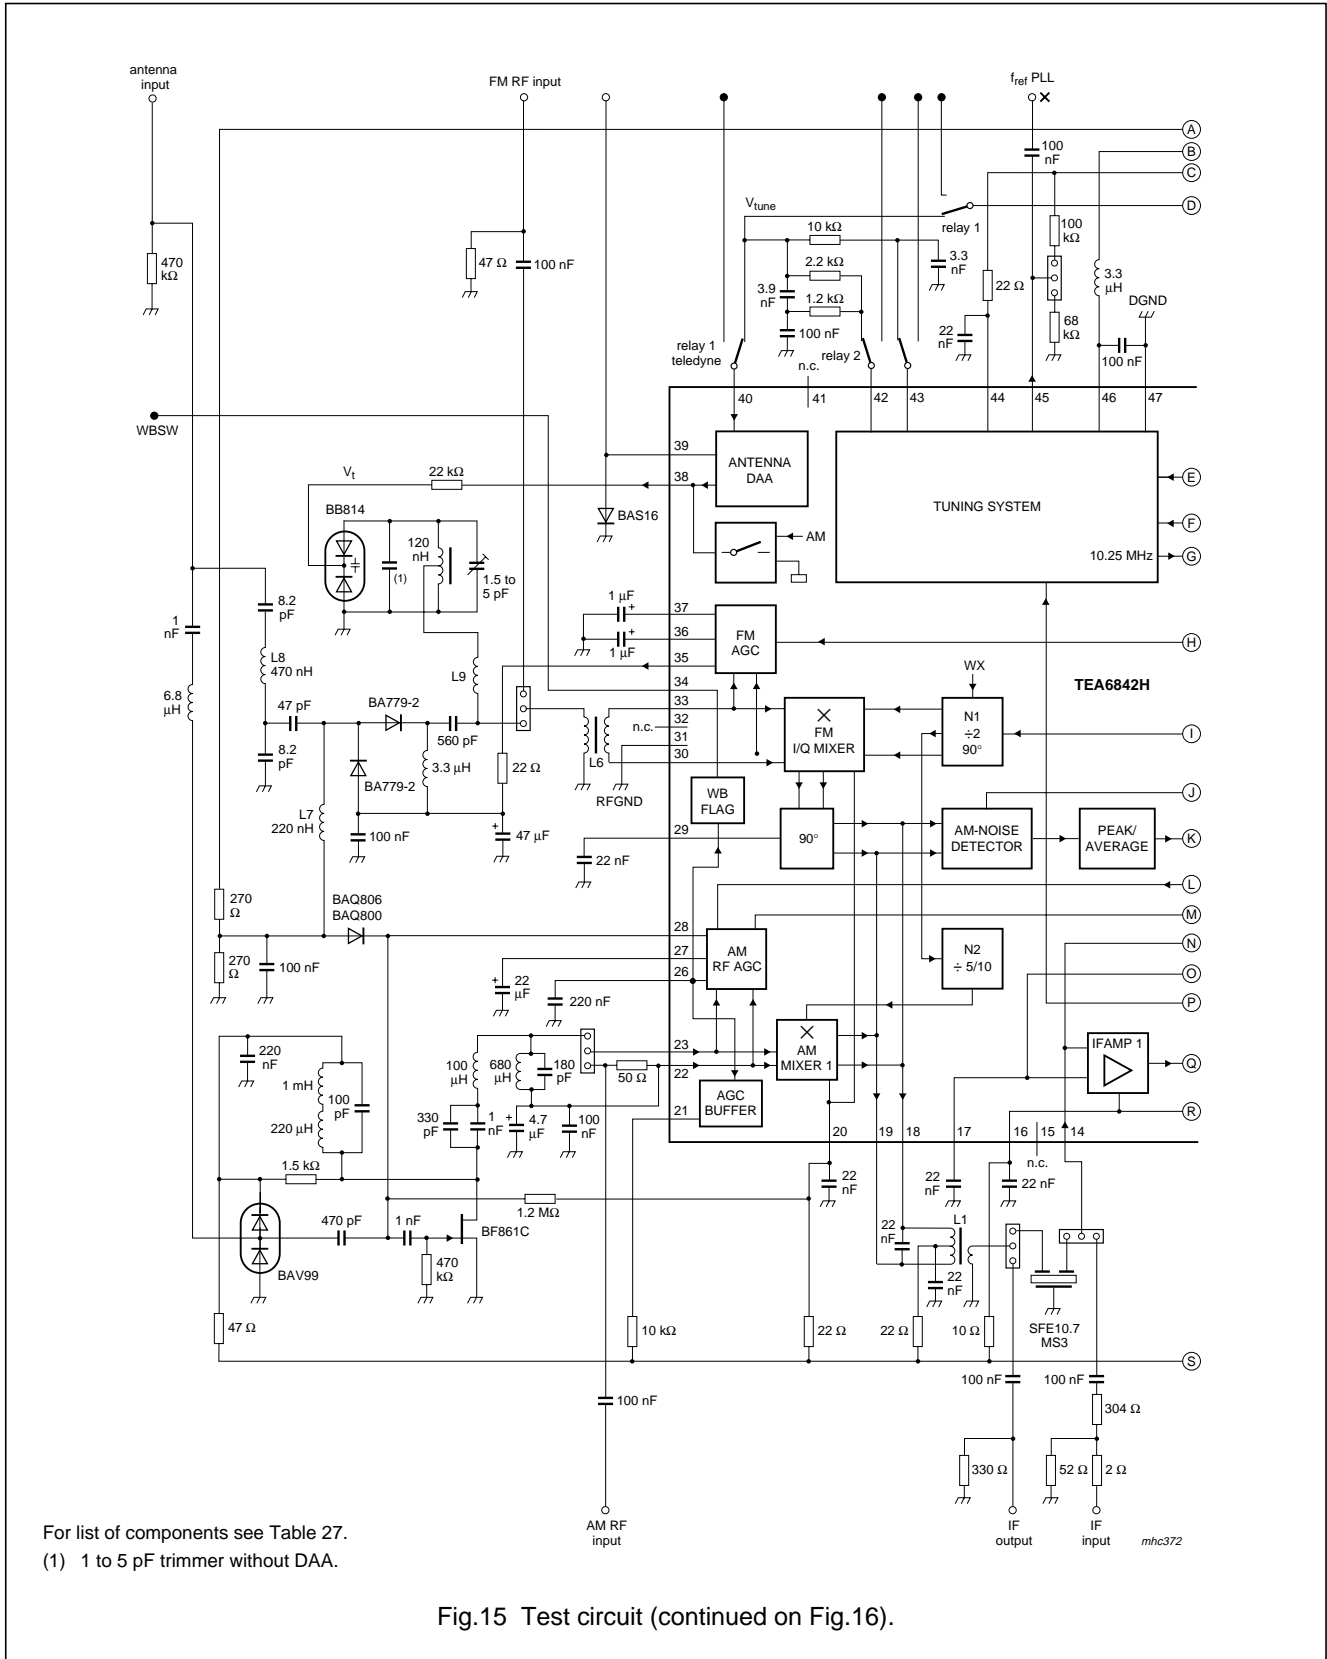 antenna
input
FM RF input
fref PLL
A
100
nF
B
C
Vtune
D
relay 1
10 kΩ
100
kΩ
470
kΩ
47 Ω
100 nF
2.2 kΩ
3.3
nF
3.3
μH
3.9
nF
22 Ω
DGND
1.2 kΩ
68
kΩ
100 nF
22
nF
relay 1
teledyne
relay 2
100 nF
n.c.
40
41
42
43
44
45
46
47
WBSW
39
ANTENNA
DAA
Vt
22 kΩ
38
E
TUNING SYSTEM
BB814
BAS16
F
AM
120
nH
10.25 MHz
G
(1)
1.5 to
5 pF
8.2
pF
1 μF
+
37
1
nF
36
FM
AGC
H
+
1 μF
35
L8
470 nH
L9
34
WX
TEA6842H
6.8
μH
47 pF
BA779-2
33
N1
÷2
90°
n.c.
32
FM
I/Q MIXER
I
560 pF
31
8.2
pF
L6
30
3.3 μH
22 Ω
BA779-2
RFGND
WB
FLAG
J
L7
220 nH
100 nF
+
47 μF
29
90°
AM-NOISE
DETECTOR
PEAK/
AVERAGE
K
22 nF
L
270
Ω
BAQ806
BAQ800
M
28
AM
RF AGC
N2
÷ 5/10
N
27
270
Ω
100 nF
+
22
μF
26
O
220 nF
P
IFAMP 1
220
nF
23
AM
MIXER 1
100
μH
680
μH
180
pF
50 Ω
22
Q
1 mH
100
pF
AGC
BUFFER
330
pF
1
nF
+
4.7
μF
100
nF
21
R
220 μH
20
19
18
17
16
15
14
n.c.
1.5 kΩ
22
nF
22
nF
22 nF
1.2 MΩ
470 pF
1 nF
BF861C
22
nF
L1
470
kΩ
22
nF
BAV99
47 Ω
10 kΩ
22 Ω
22 Ω
10 Ω
SFE10.7
MS3
S
100 nF
100 nF
100 nF
304 Ω
330 Ω
52 Ω
2 Ω
For list of components see Table 27.
AM RF
input
IF
output
IF
input
mhc372
(1) 1 to 5 pF trimmer without DAA.
Fig.15 Test circuit (continued on Fig.16).